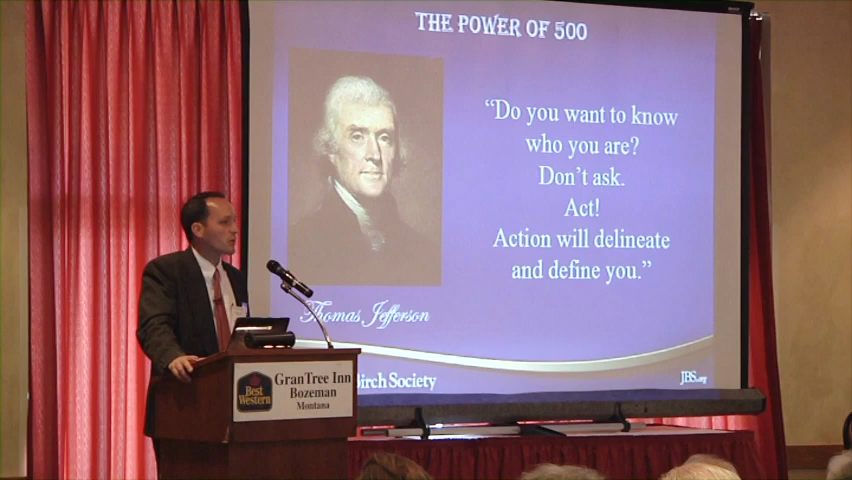 THE POWER OF 500
“Do you want to know
who you are?
Don’t ask.
Act!
Action will delineate
and define you.”
Thomas Jefferson
Birch Society
JBS.org
Best
Western
GranTree Inn
Bozeman
Montana